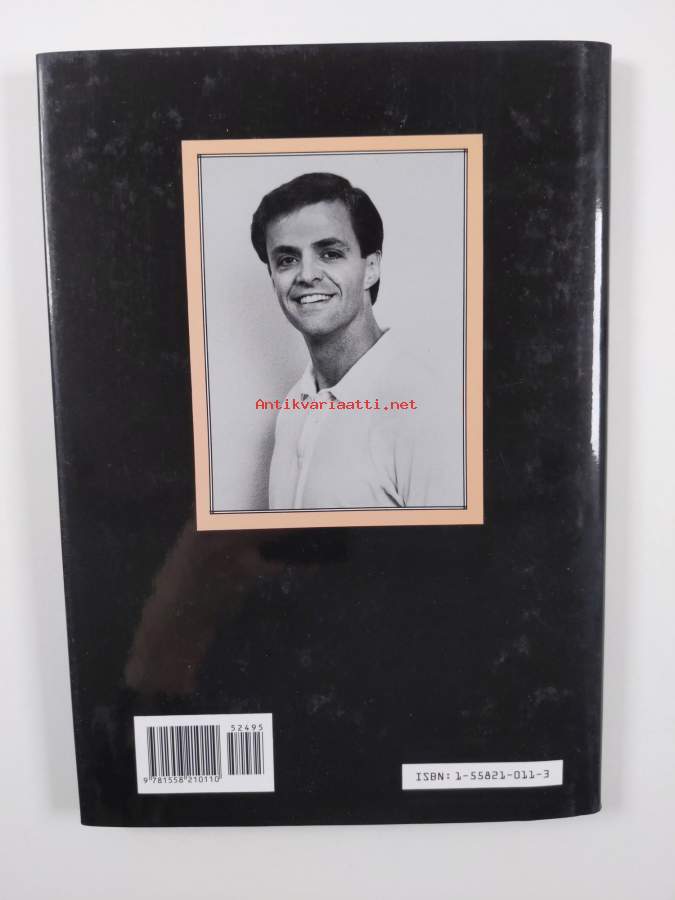 Antikvariaatti.net
52495
9 781558 210110
ISBN: 1-55821-011-3